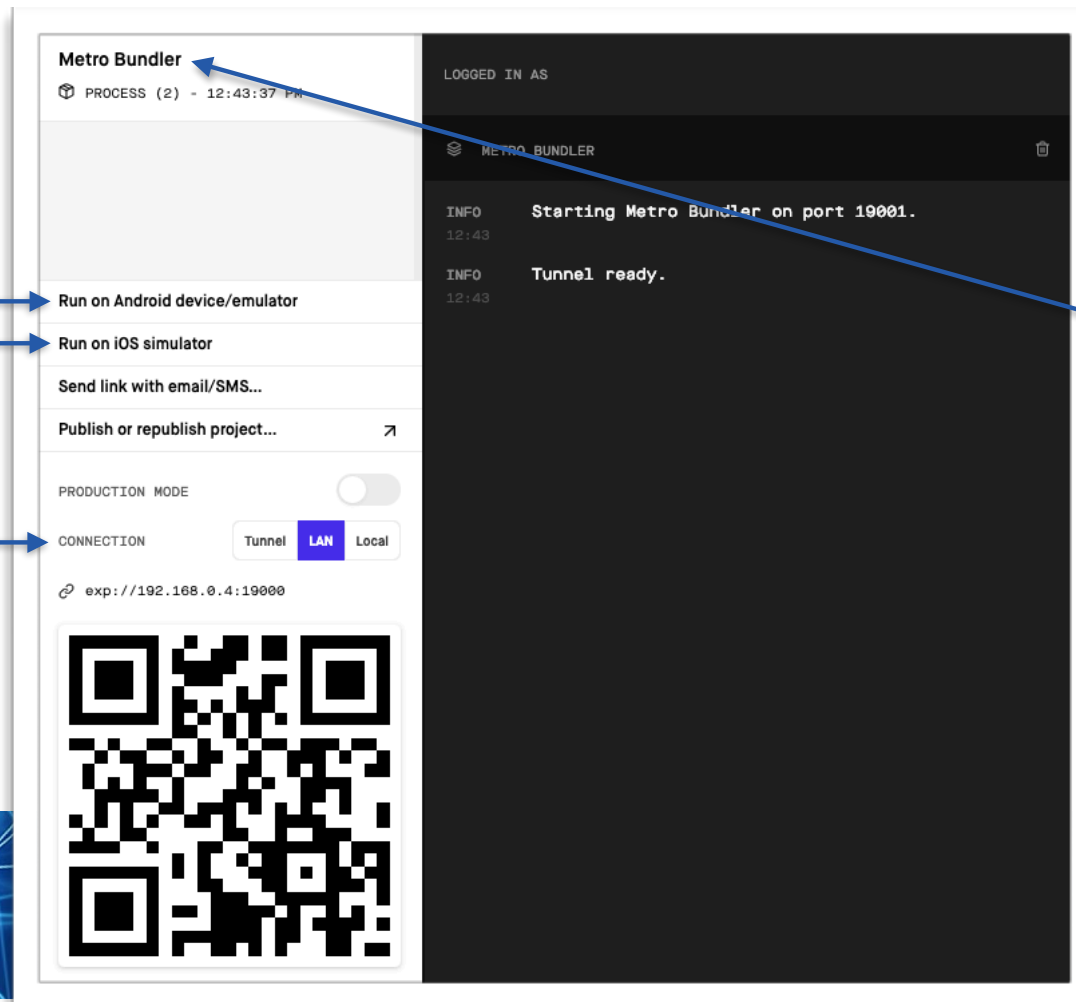 Metro Bundler
PROCESS (2) - 12:43:37 PM
Run on Android device/emulator
Run on iOS simulator
Send link with email/SMS...
Publish or republish project...
PRODUCTION MODE
CONNECTION
Tunnel LAN Local
exp://192.168.0.4:19000
LOGGED IN AS
METRO BUNDLER
INFO Starting Metro Bundler on port 19001.
12:43
INFO Tunnel ready.
12:43